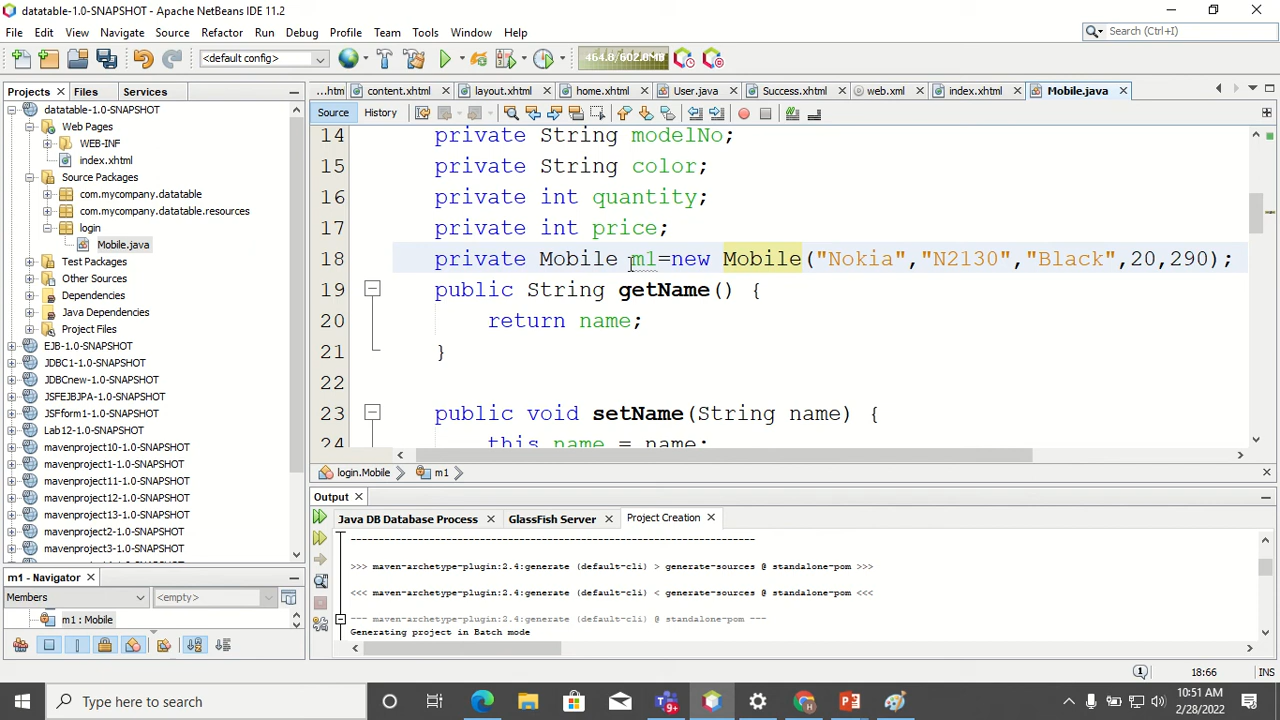 datatable-1.0-SNAPSHOT - Apache NetBeans IDE 11.2
File Edit View Navigate Source Refactor Run Debug Profile Team Tools Window Help
Search (Ctrl+I)
<default config>
464.8/602.0MB
Projects Files Services
...htm content.xhtml layout.xhtml home.xhtml User.java Success.xhtml web.xml index.xhtml Mobile.java
Source History
datatable-1.0-SNAPSHOT
Web Pages
WEB-INF
index.xhtml
Source Packages
com.mycompany.datatable
com.mycompany.datatable.resources
login
Mobile.java
Test Packages
Other Sources
Dependencies
Java Dependencies
Project Files
EJB-1.0-SNAPSHOT
JDBC1-1.0-SNAPSHOT
JDBCnew-1.0-SNAPSHOT
JSFEJBJPA-1.0-SNAPSHOT
JSFform1-1.0-SNAPSHOT
Lab12-1.0-SNAPSHOT
mavenproject10-1.0-SNAPSHOT
mavenproject1-1.0-SNAPSHOT
mavenproject11-1.0-SNAPSHOT
mavenproject12-1.0-SNAPSHOT
mavenproject13-1.0-SNAPSHOT
mavenproject2-1.0-SNAPSHOT
mavenproject3-1.0-SNAPSHOT
14 private String modelNo;
15 private String color;
16 private int quantity;
17 private int price;
18 private Mobile m1=new Mobile("Nokia","N2130","Black",20,290);
19 public String getName() {
20 return name;
21 }
22
23 public void setName(String name) {
24 this.name = name;
login.Mobile m1
Output
Java DB Database Process GlassFish Server Project Creation
------------------------------------------------------------------------
>>> maven-archetype-plugin:2.4:generate (default-cli) > generate-sources @ standalone-pom >>>
<<< maven-archetype-plugin:2.4:generate (default-cli) < generate-sources @ standalone-pom <<<
--- maven-archetype-plugin:2.4:generate (default-cli) @ standalone-pom ---
Generating project in Batch mode
m1 - Navigator
Members <empty>
m1 : Mobile
1 18:66 INS
Type here to search
9+
10:51 AM
2/28/2022